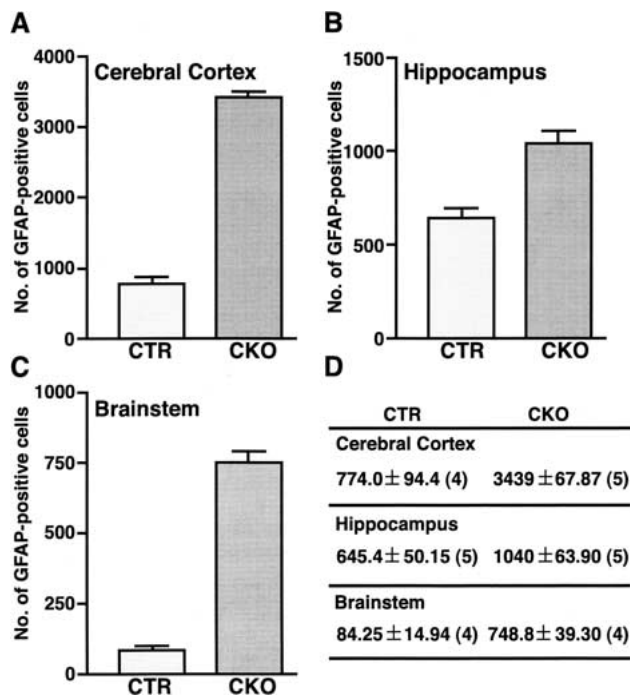 A
Cerebral Cortex
No. of GFAP-positive cells
4000
3000
2000
1000
0
CTR CKO
B
Hippocampus
No. of GFAP-positive cells
1500
1000
500
0
CTR CKO
C
Brainstem
No. of GFAP-positive cells
1000
750
500
250
0
CTR CKO
D
CTR CKO
Cerebral Cortex
774.0±94.4 (4) 3439±67.87 (5)
Hippocampus
645.4±50.15 (5) 1040±63.90 (5)
Brainstem
84.25±14.94 (4) 748.8±39.30 (4)